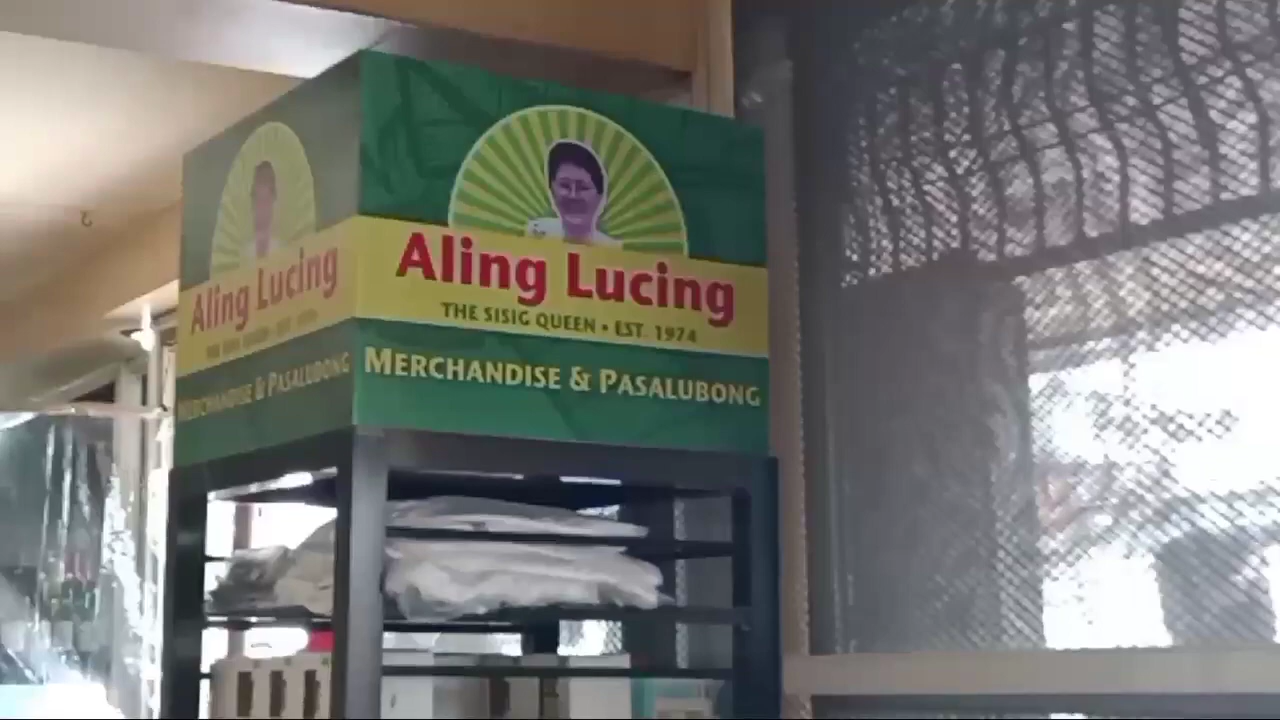 Aling Lucing
THE SISIG QUEEN • EST. 1974
MERCHANDISE & PASALUBONG
Aling Lucing
MERCHANDISE & PASALUBONG